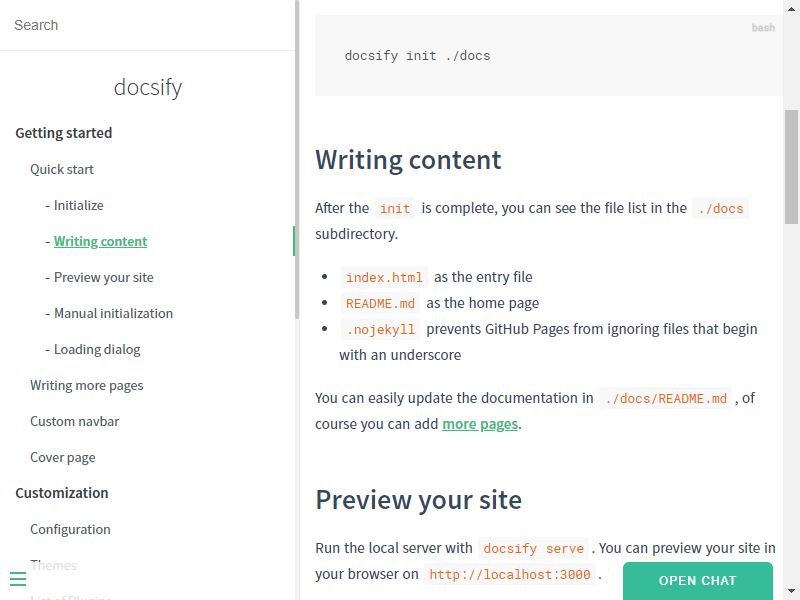 Search
docsify
Getting started
Quick start
- Initialize
- Writing content
- Preview your site
- Manual initialization
- Loading dialog
Writing more pages
Custom navbar
Cover page
Customization
Configuration
Themes
List of Plugins
bash
docsify init ./docs
Writing content
After the init is complete, you can see the file list in the ./docs
subdirectory.
• index.html as the entry file
• README.md as the home page
• .nojekyll prevents GitHub Pages from ignoring files that begin
with an underscore
You can easily update the documentation in ./docs/README.md , of
course you can add more pages.
Preview your site
Run the local server with docsify serve . You can preview your site in
your browser on http://localhost:3000 .
OPEN CHAT